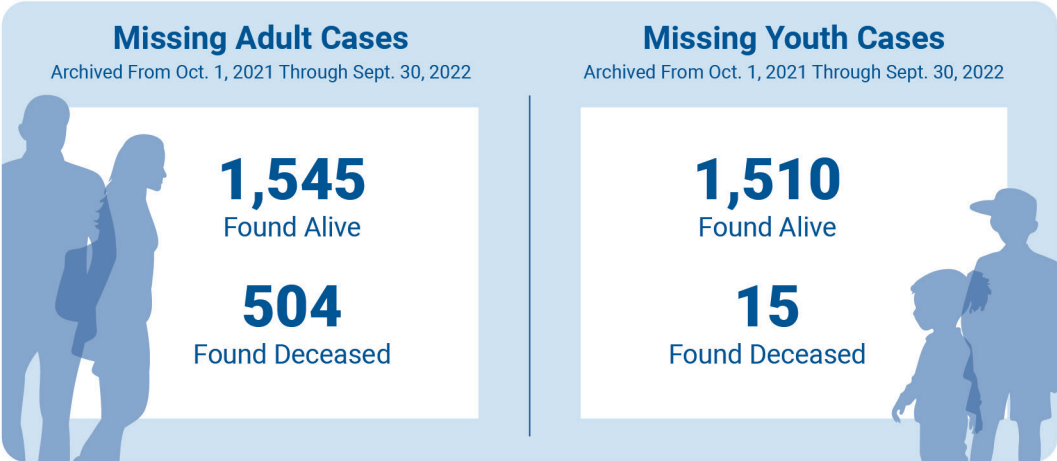 Missing Adult Cases
Archived From Oct. 1, 2021 Through Sept. 30, 2022
1,545
Found Alive
504
Found Deceased
Missing Youth Cases
Archived From Oct. 1, 2021 Through Sept. 30, 2022
1,510
Found Alive
15
Found Deceased